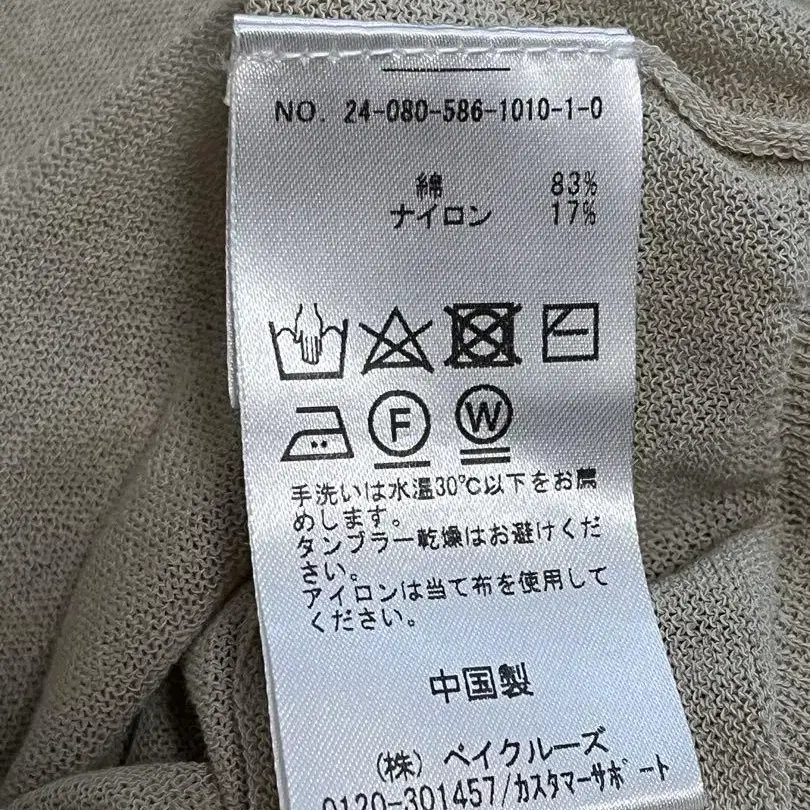 NO. 24-080-586-1010-1-0
綿 83%
ナイロン 17%
F W
手洗いは水温30℃以下をお薦
めします。
タンブラー乾燥はお避けくだ
さい。
アイロンは当て布を使用して
ください。
中国製
(株) ベイクルーズ
0120-301457/カスタマーサポート